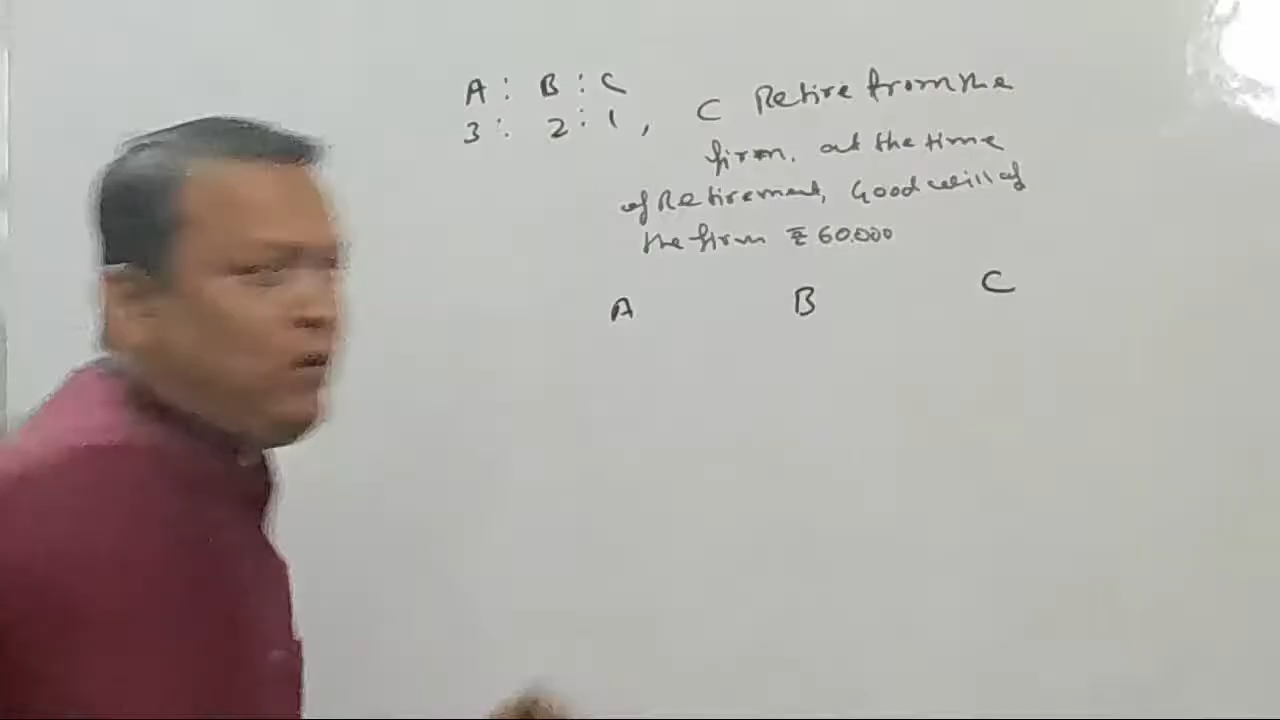 A : B : C
3 : 2 : 1 , C Retire from the
firm. at the time
of Retirement, Goodwill of
the firm ₹ 60.000
A B C